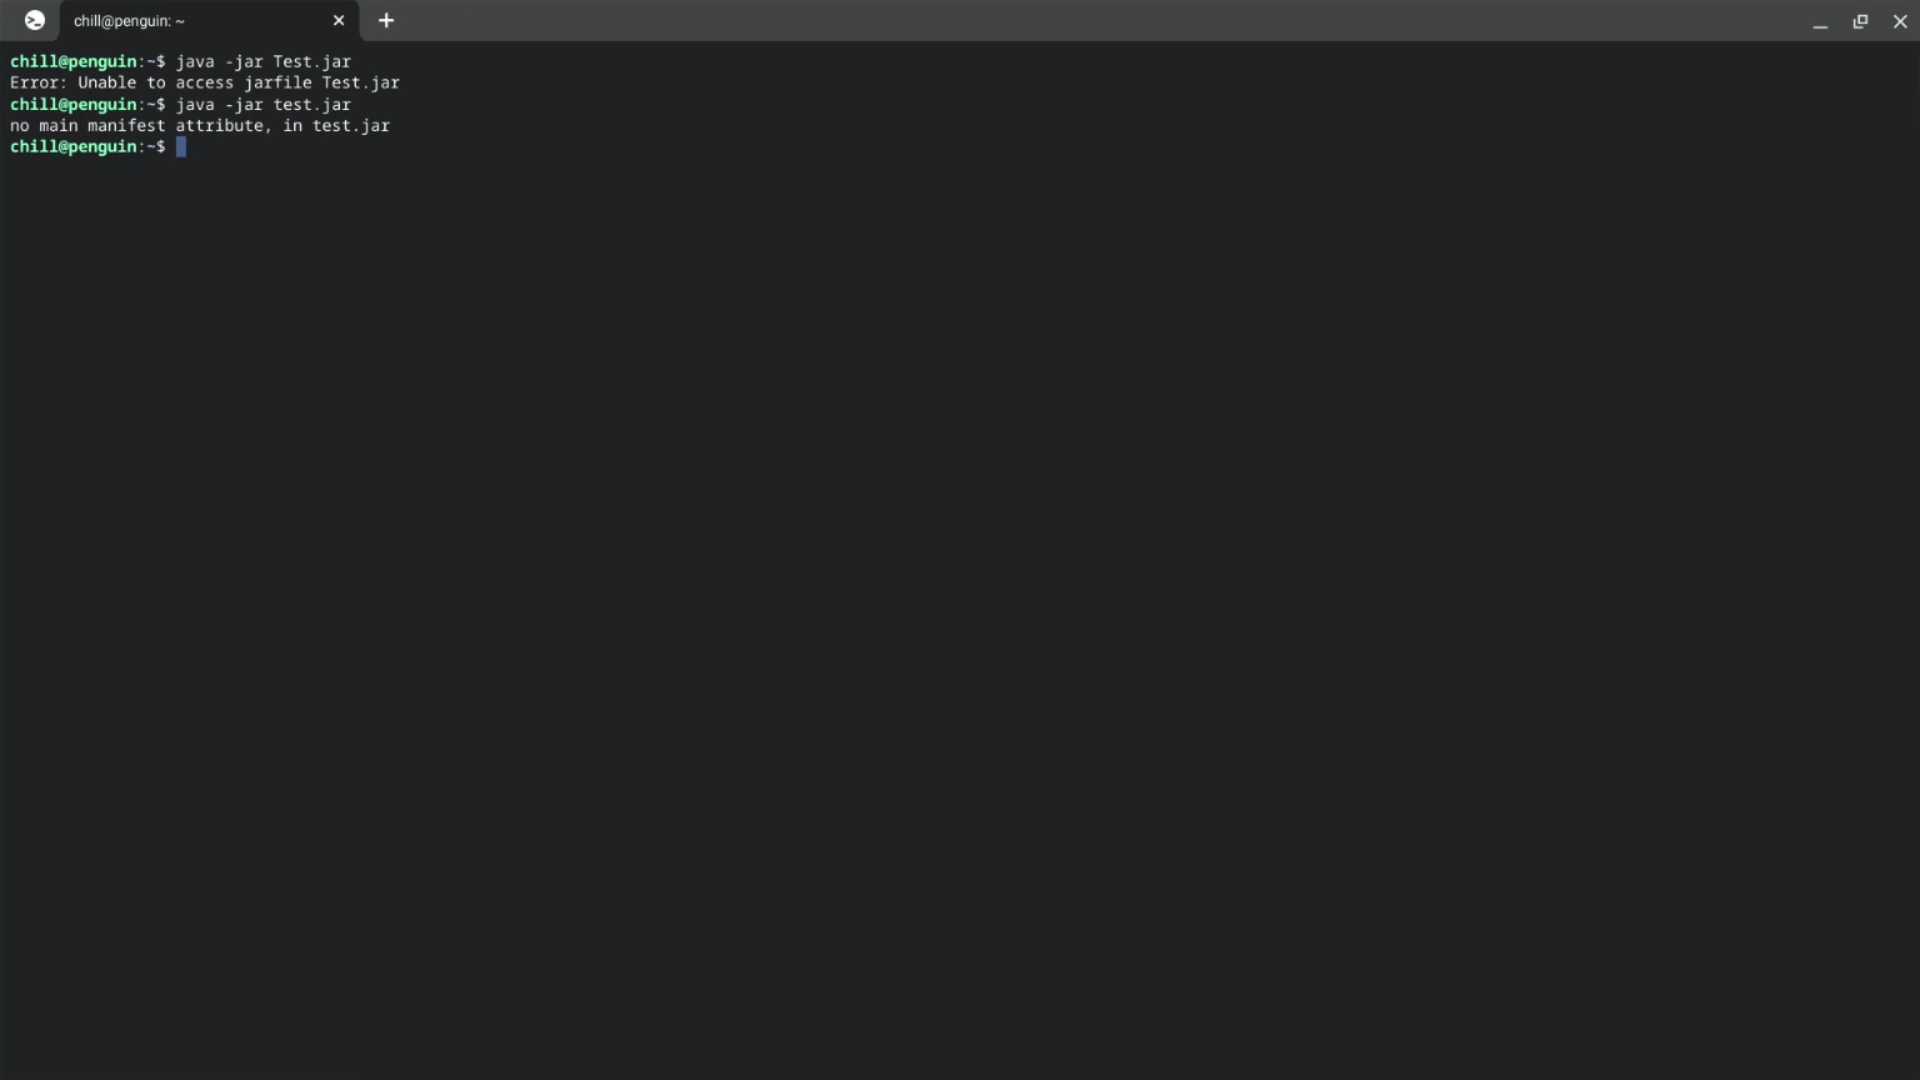 chill@penguin: ~
chill@penguin:~$ java -jar Test.jar
Error: Unable to access jarfile Test.jar
chill@penguin:~$ java -jar test.jar
no main manifest attribute, in test.jar
chill@penguin:~$